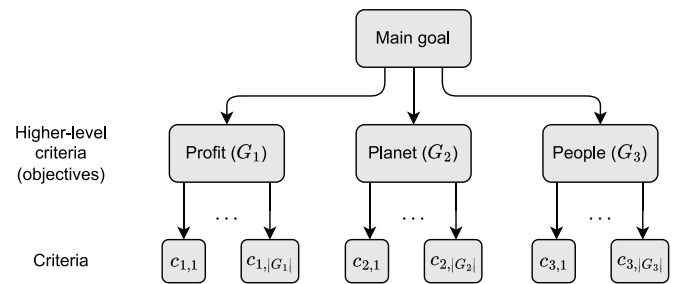 Main goal
Higher-level
criteria
(objectives)
Profit (G₁)
Planet (G₂)
People (G₃)
... ... ...
Criteria
c₁,₁
c₁,|G₁|
c₂,₁
c₂,|G₂|
c₃,₁
c₃,|G₃|